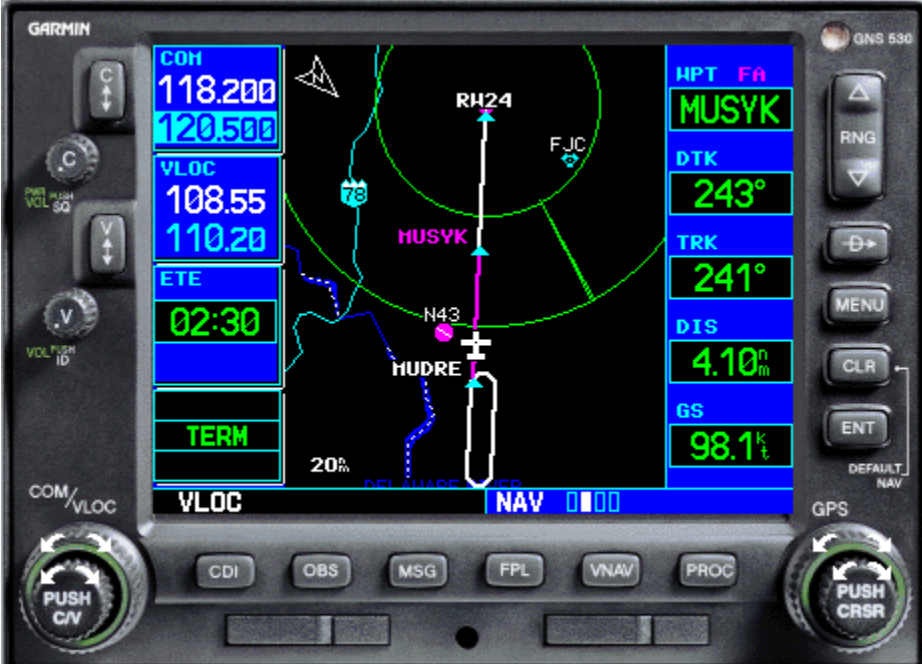 GARMIN
GNS 530
COM
118.200
120.500
VLOC
108.55
110.20
ETE
02:30
TERM
N
RW24
FJC
78
MUSYK
N43
MUDRE
20nm
DELAWARE RIVER
WPT FA
MUSYK
DTK
243°
TRK
241°
DIS
4.10nm
GS
98.1kt
VLOC
NAV
C
C
PWR
VOL
PUSH
SQ
V
V
VOL
PUSH
ID
RNG
D
MENU
CLR
ENT
DEFAULT
NAV
COM/VLOC
PUSH
C/V
CDI
OBS
MSG
FPL
VNAV
PROC
GPS
PUSH
CRSR